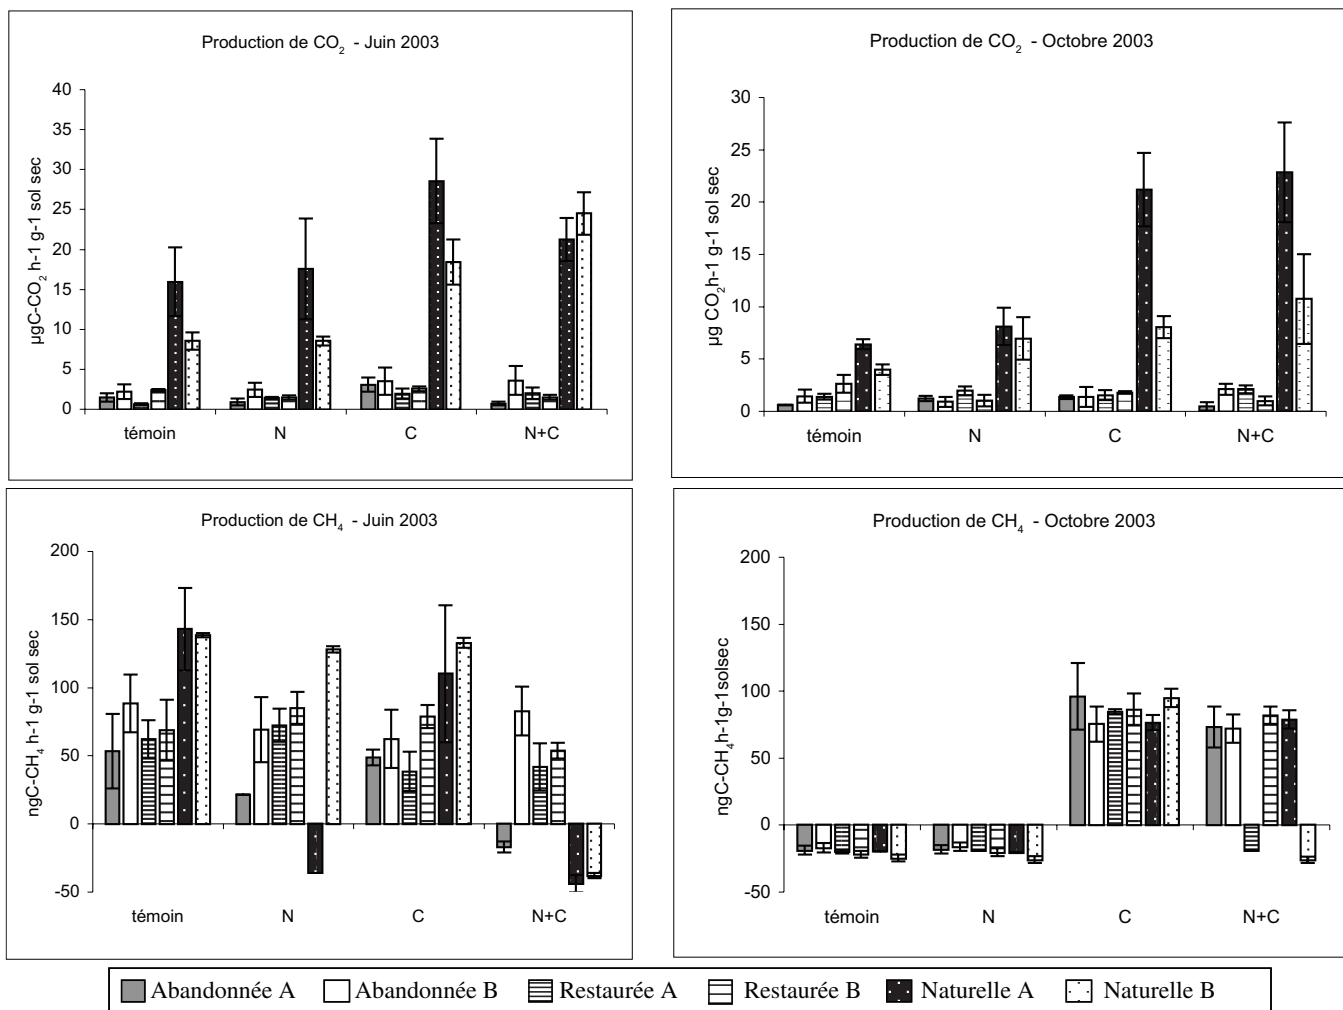 Production de CO2 - Juin 2003
µgC-CO2 h-1 g-1 sol sec
40
35
30
25
20
15
10
5
0
témoin N C N+C
Production de CO2 - Octobre 2003
µg CO2h-1 g-1 sol sec
30
25
20
15
10
5
0
témoin N C N+C
Production de CH4 - Juin 2003
ngC-CH4 h-1 g-1 sol sec
200
150
100
50
0
-50
témoin N C N+C
Production de CH4 - Octobre 2003
ngC-CH4h-1g-1solsec
200
150
100
50
0
-50
témoin N C N+C
Abandonnée A Abandonnée B Restaurée A Restaurée B Naturelle A Naturelle B